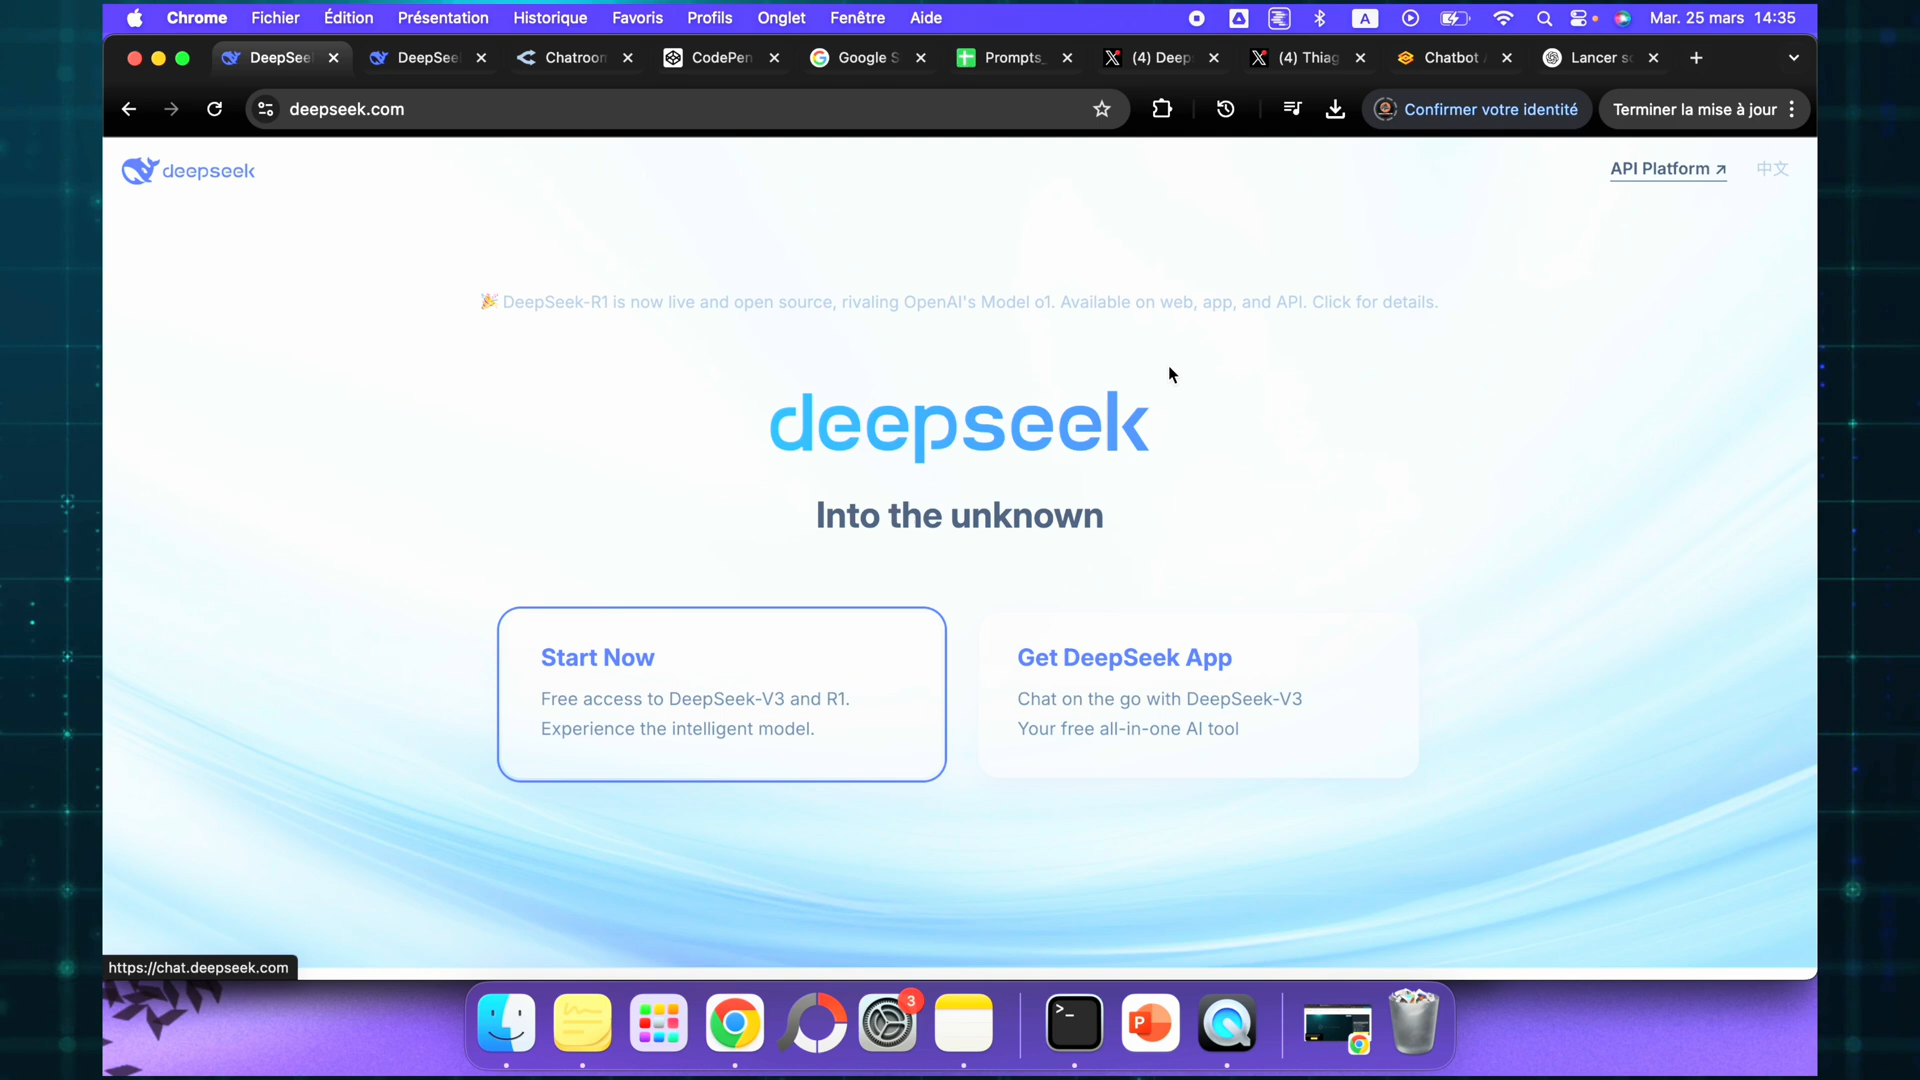 Chrome Fichier Édition Présentation Historique Favoris Profils Onglet Fenêtre Aide A Mar. 25 mars 14:35
DeepSee DeepSee Chatroom CodePen Google S Prompts_ (4) Deep (4) Thiag Chatbot Lancer so
deepseek.com Confirmer votre identité Terminer la mise à jour
deepseek API Platform ↗ 中文
🎉 DeepSeek-R1 is now live and open source, rivaling OpenAI's Model o1. Available on web, app, and API. Click for details.
deepseek
Into the unknown
Start Now
Free access to DeepSeek-V3 and R1.
Experience the intelligent model.
Get DeepSeek App
Chat on the go with DeepSeek-V3
Your free all-in-one AI tool
https://chat.deepseek.com
3
>_
P